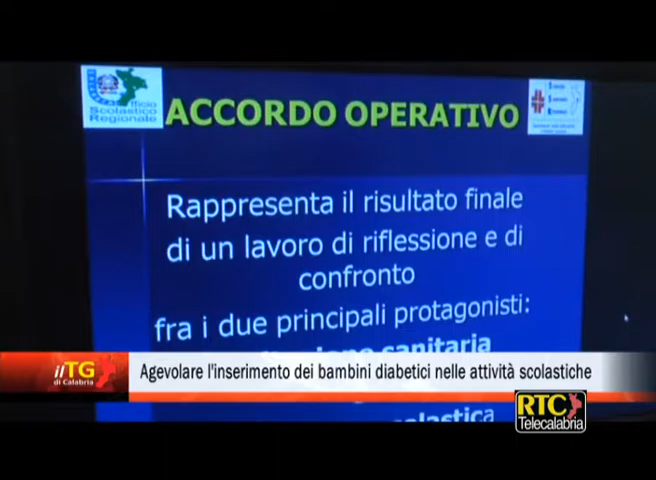 Ufficio
Scolastico
Regionale
ACCORDO OPERATIVO
Rappresenta il risultato finale
di un lavoro di riflessione e di
confronto
fra i due principali protagonisti:
sanitaria
ilTG
di Calabria
Agevolare l'inserimento dei bambini diabetici nelle attività scolastiche
RTC
Telecalabria